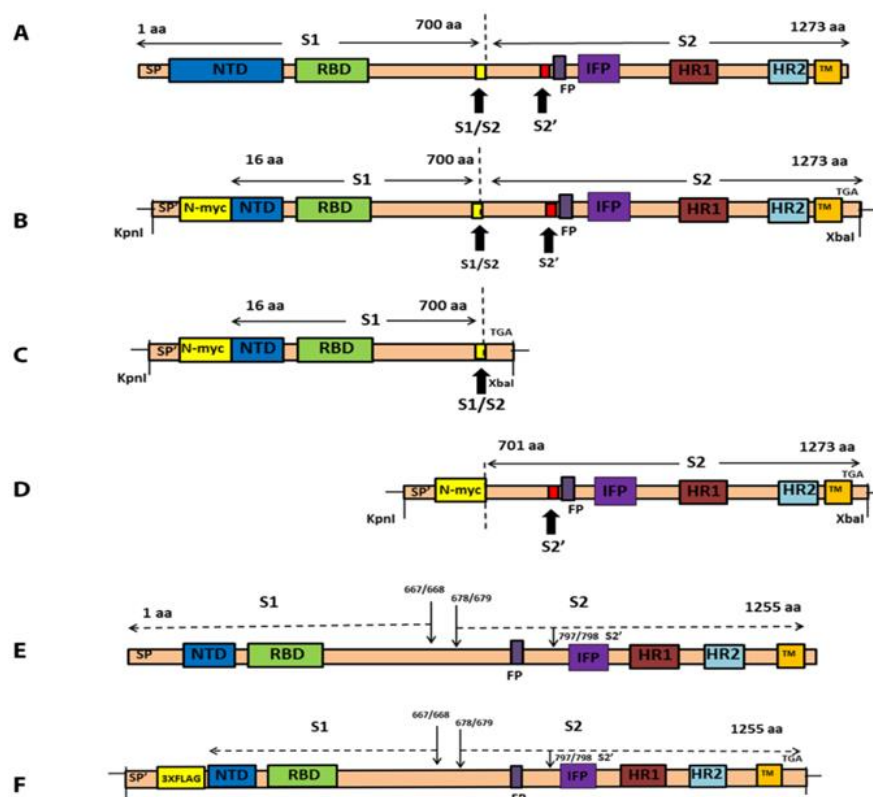 A
1 aa S1 700 aa S2 1273 aa
SP NTD RBD IFP HR1 HR2 TM
FP
S1/S2 S2’
B
16 aa S1 700 aa S2 1273 aa
TGA
SP’ N-myc NTD RBD IFP HR1 HR2 TM
KpnI FP XbaI
S1/S2 S2’
C
16 aa S1 700 aa
TGA
SP’ N-myc NTD RBD
KpnI XbaI
S1/S2
D
701 aa S2 1273 aa
TGA
SP’ N-myc IFP HR1 HR2 TM
KpnI FP XbaI
S2’
E
667/668
678/679
1 aa S1 S2 1255 aa
797/798 S2’
SP NTD RBD IFP HR1 HR2 TM
FP
F
667/668
678/679
S1 S2 1255 aa
797/798 S2’
TGA
SP’ 3XFLAG NTD RBD IFP HR1 HR2 TM
FP